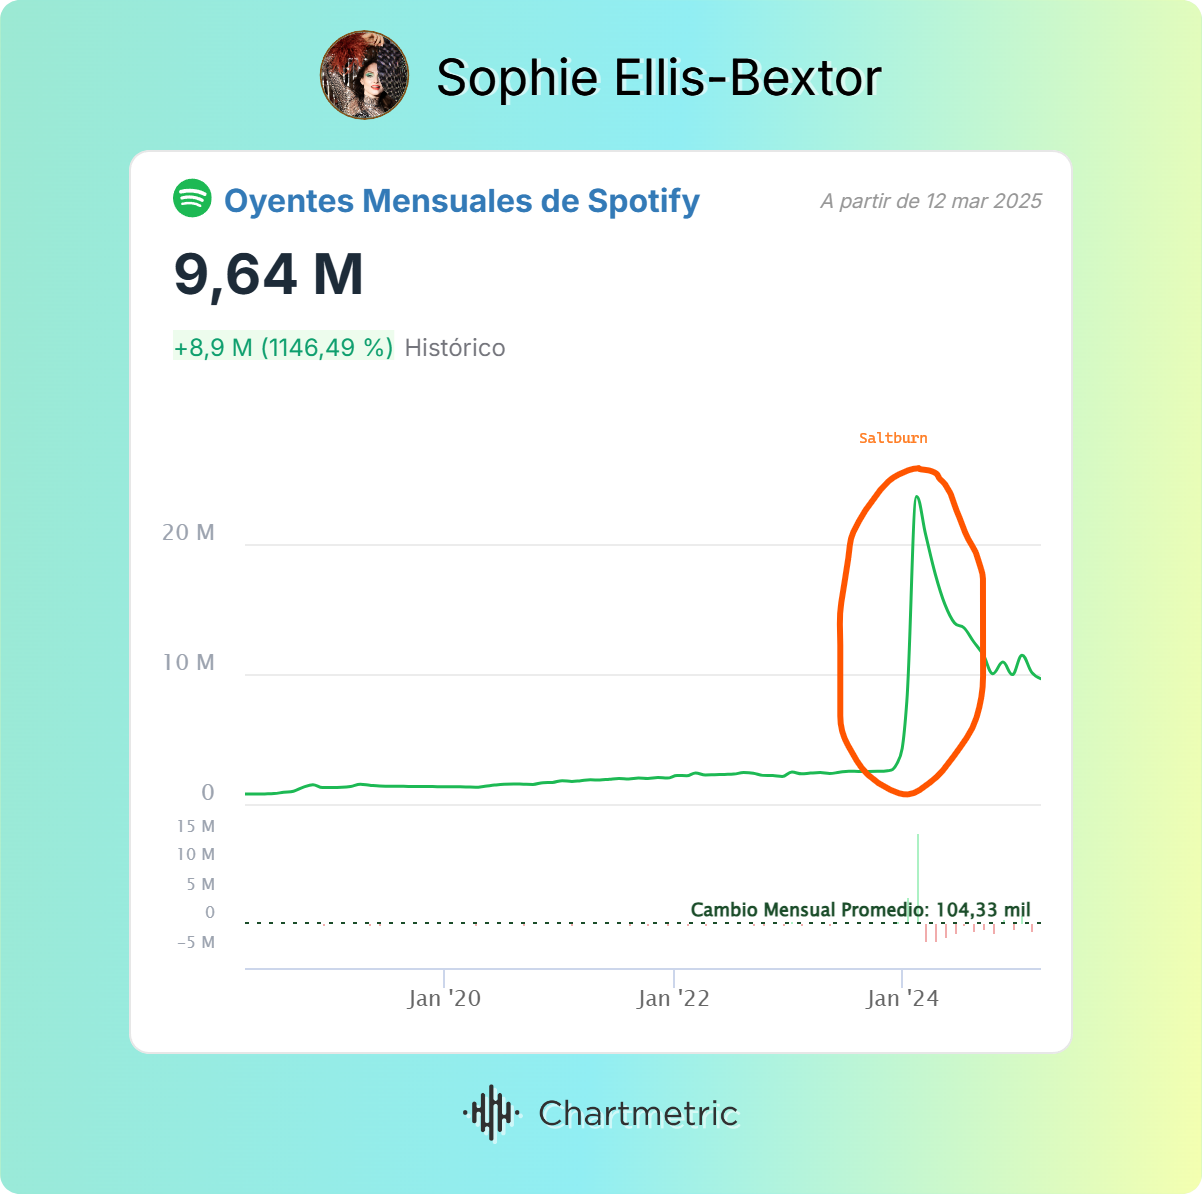 Sophie Ellis-Bextor
Oyentes Mensuales de Spotify
A partir de 12 mar 2025
9,64 M
+8,9 M (1146,49 %) Histórico
Saltburn
20 M
10 M
0
15 M
10 M
5 M
0
−5 M
Cambio Mensual Promedio: 104,33 mil
Jan '20
Jan '22
Jan '24
Chartmetric